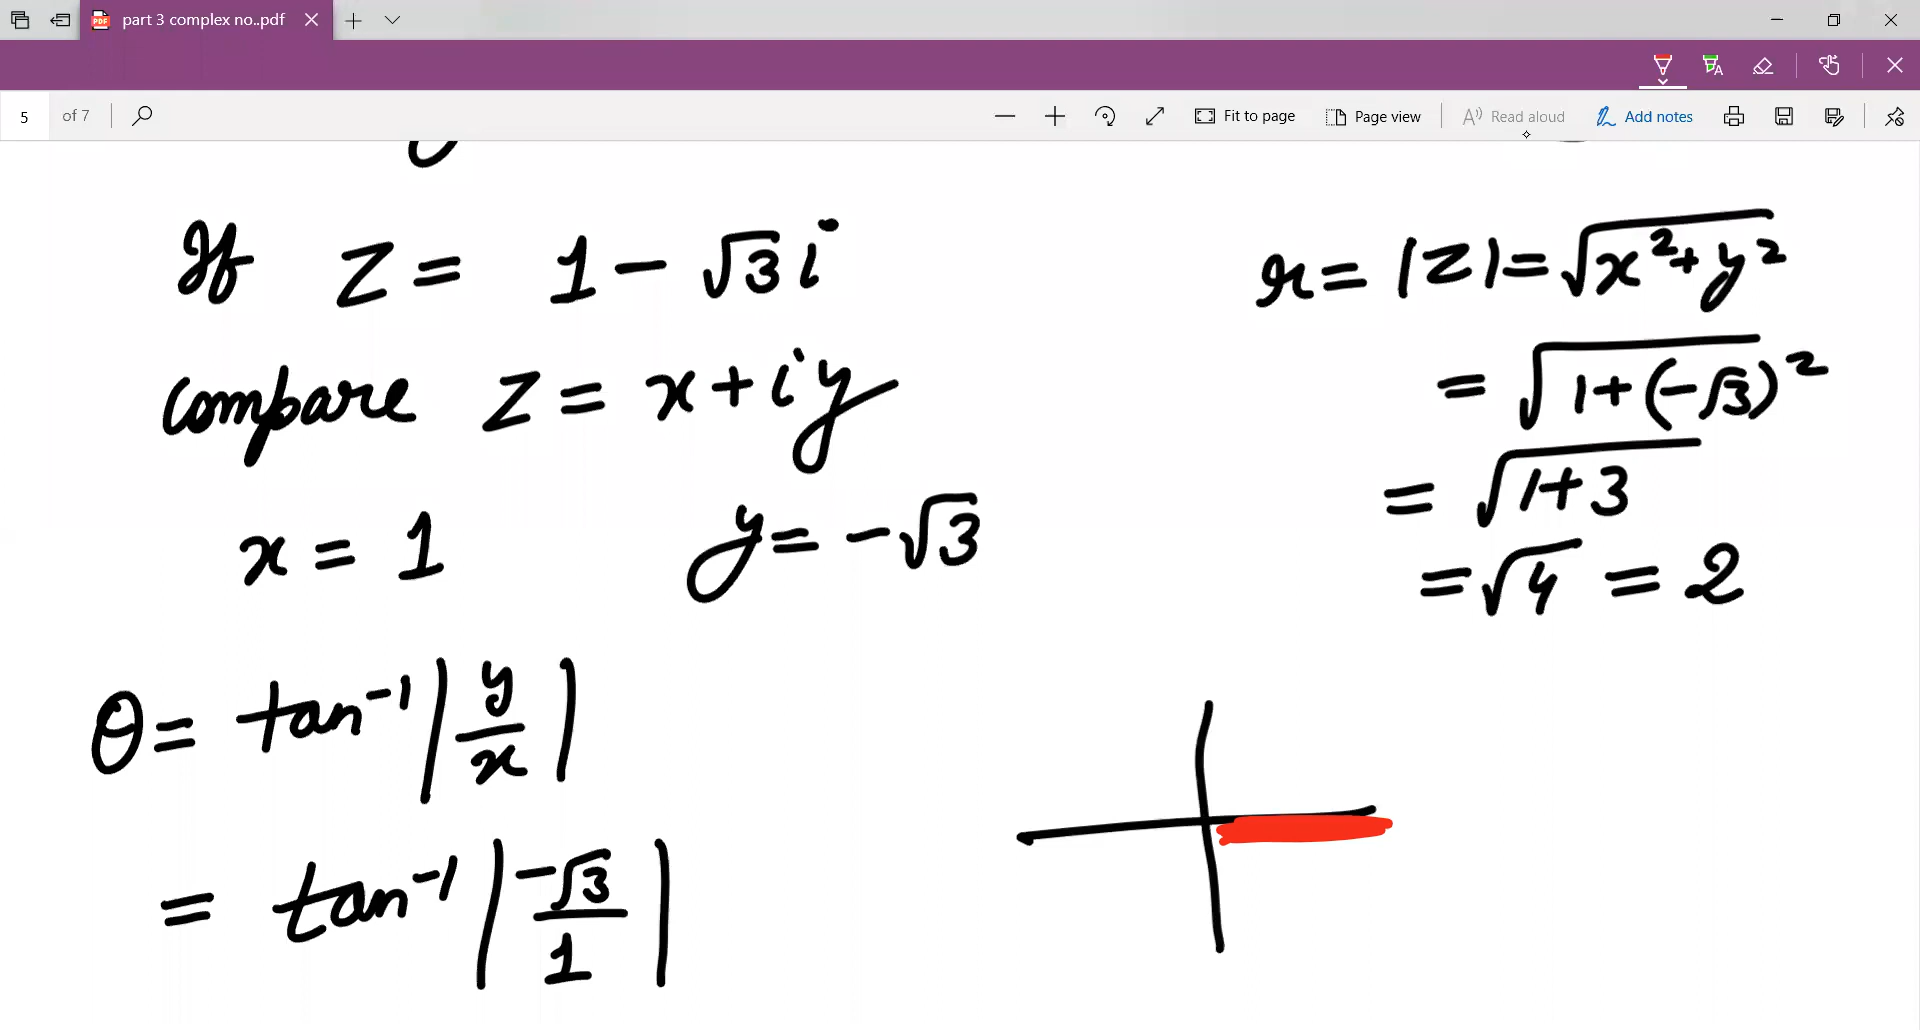 part 3 complex no..pdf
5 of 7
Fit to page
Page view
Read aloud
Add notes
If z = 1 - √3 i
compare z = x + iy
x = 1 y = -√3
r = |z| = √x²+y²
= √1+(-√3)²
= √1+3
= √4 = 2
θ = tan⁻¹ |y/x|
= tan⁻¹ |-√3/1|